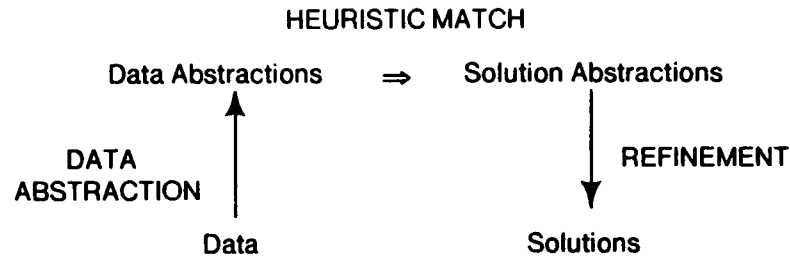 HEURISTIC MATCH
Data Abstractions ⇒ Solution Abstractions
DATA
ABSTRACTION
REFINEMENT
Data
Solutions